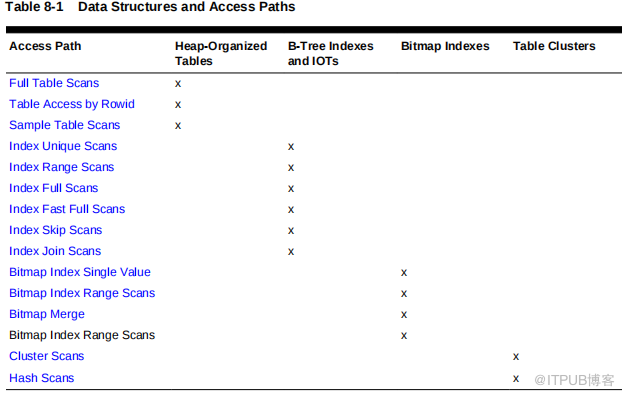 Table 8-1 Data Structures and Access Paths
Access Path Heap-Organized Tables B-Tree Indexes and IOTs Bitmap Indexes Table Clusters
Full Table Scans x
Table Access by Rowid x
Sample Table Scans x
Index Unique Scans x
Index Range Scans x
Index Full Scans x
Index Fast Full Scans x
Index Skip Scans x
Index Join Scans x
Bitmap Index Single Value x
Bitmap Index Range Scans x
Bitmap Merge x
Bitmap Index Range Scans x
Cluster Scans x
Hash Scans x
@ITPUB博客